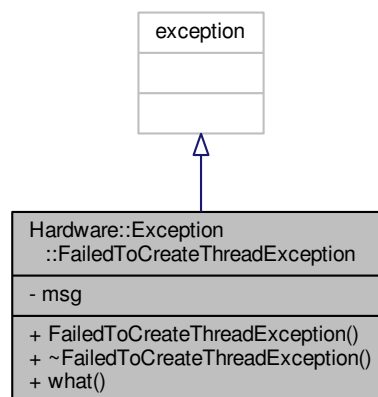 exception
Hardware::Exception
::FailedToCreateThreadException
- msg
+ FailedToCreateThreadException()
+ ~FailedToCreateThreadException()
+ what()